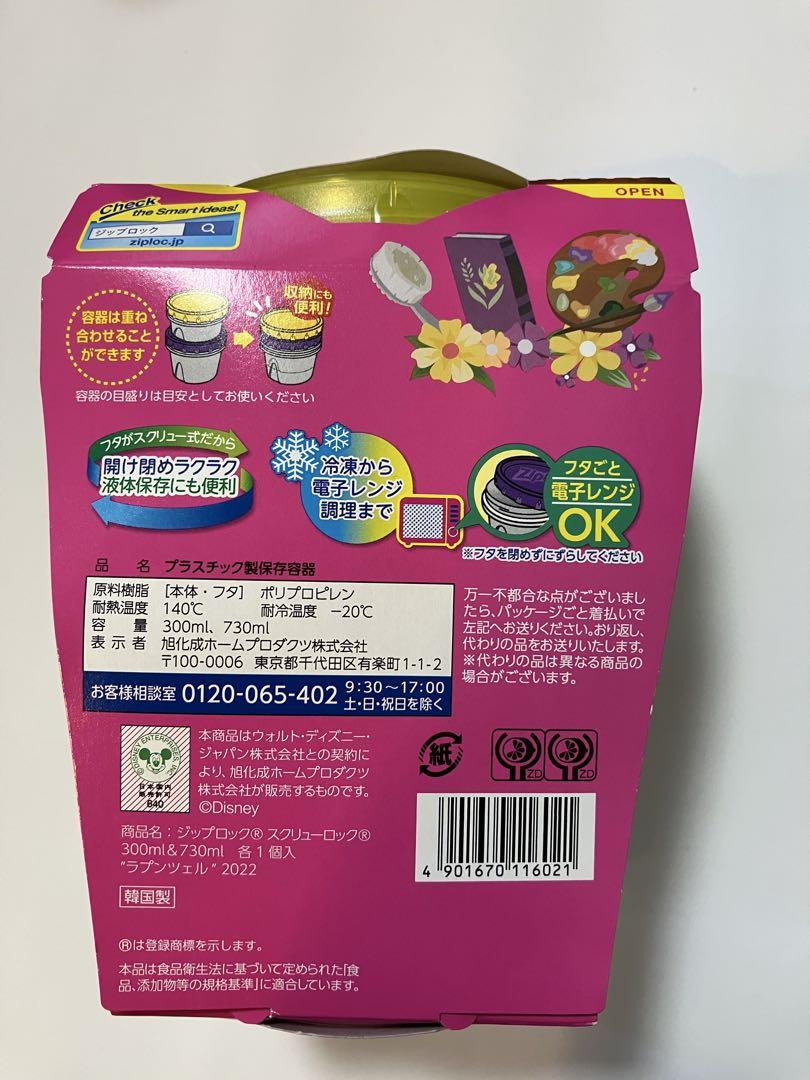 OPEN
Check
the Smart ideas!
ジップロック
ziploc.jp
容器は重ね
合わせること
ができます
収納にも
便利!
容器の目盛りは目安としてお使いください
フタがスクリュー式だから
開け閉めラクラク
液体保存にも便利
冷凍から
電子レンジ
調理まで
フタごと
電子レンジ
OK
※フタを閉めずにずらしてください
品 名 プラスチック製保存容器
原料樹脂 [本体・フタ] ポリプロピレン
耐熱温度 140℃ 耐冷温度 −20℃
容 量 300ml、730ml
表 示 者 旭化成ホームプロダクツ株式会社
〒100-0006 東京都千代田区有楽町1-1-2
お客様相談室 0120-065-402 9:30〜17:00
土・日・祝日を除く
万一不都合な点がございまし
たら、パッケージごと着払いで
左記へお送りください。おり返し、
代わりの品をお送りいたします。
※代わりの品は異なる商品の
場合がございます。
DISNEY ENTERPRISES, INC.
日本国内
販売許可
640
本商品はウォルト・ディズニー・
ジャパン株式会社との契約に
より、旭化成ホームプロダクツ
株式会社が販売するものです。
©Disney
紙
ZD
ZD
商品名：ジップロック® スクリューロック®
300ml&730ml 各1個入
"ラプンツェル" 2022
韓国製
4 901670 116021
®は登録商標を示します。
本品は食品衛生法に基づいて定められた「食
品、添加物等の規格基準」に適合しています。